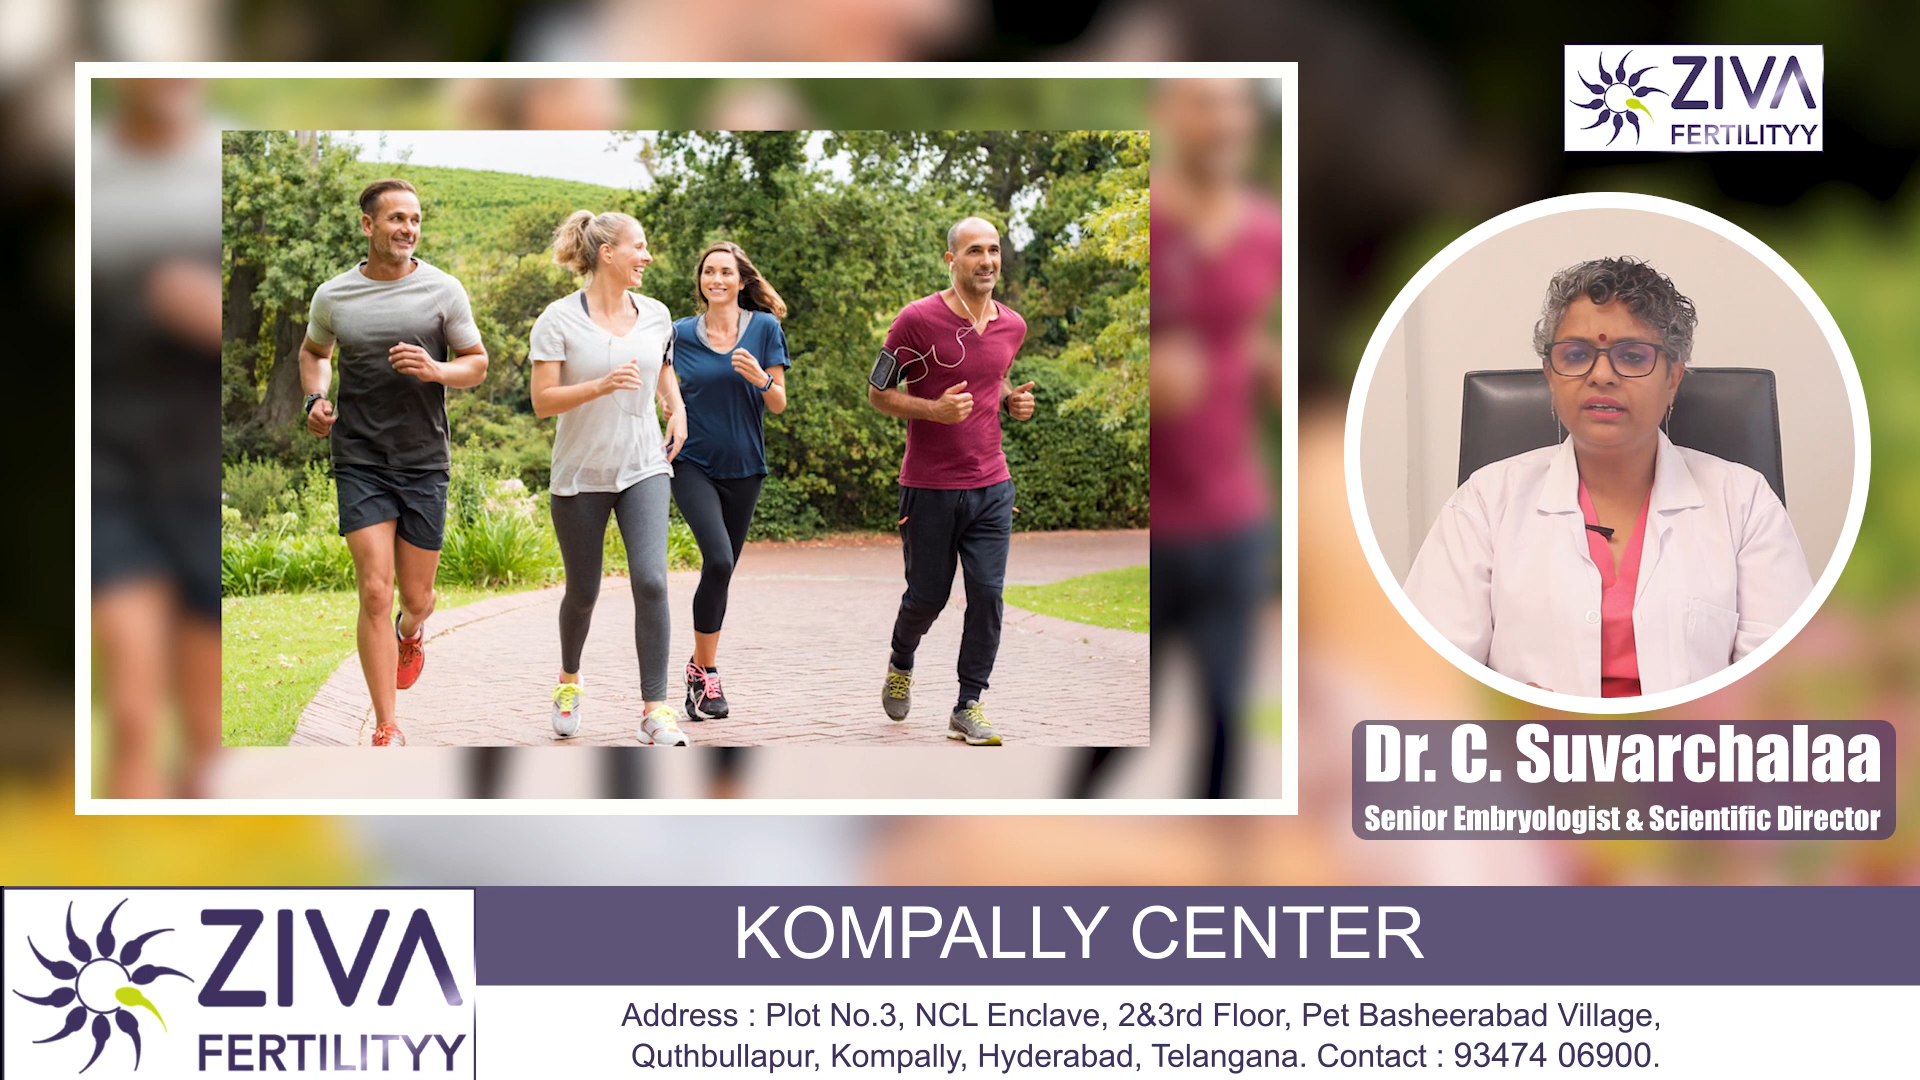 ZIVA
FERTILITYY
Dr. C. Suvarchalaa
Senior Embryologist & Scientific Director
ZIVA
FERTILITYY
KOMPALLY CENTER
Address : Plot No.3, NCL Enclave, 2&3rd Floor, Pet Basheerabad Village,
Quthbullapur, Kompally, Hyderabad, Telangana. Contact : 93474 06900.